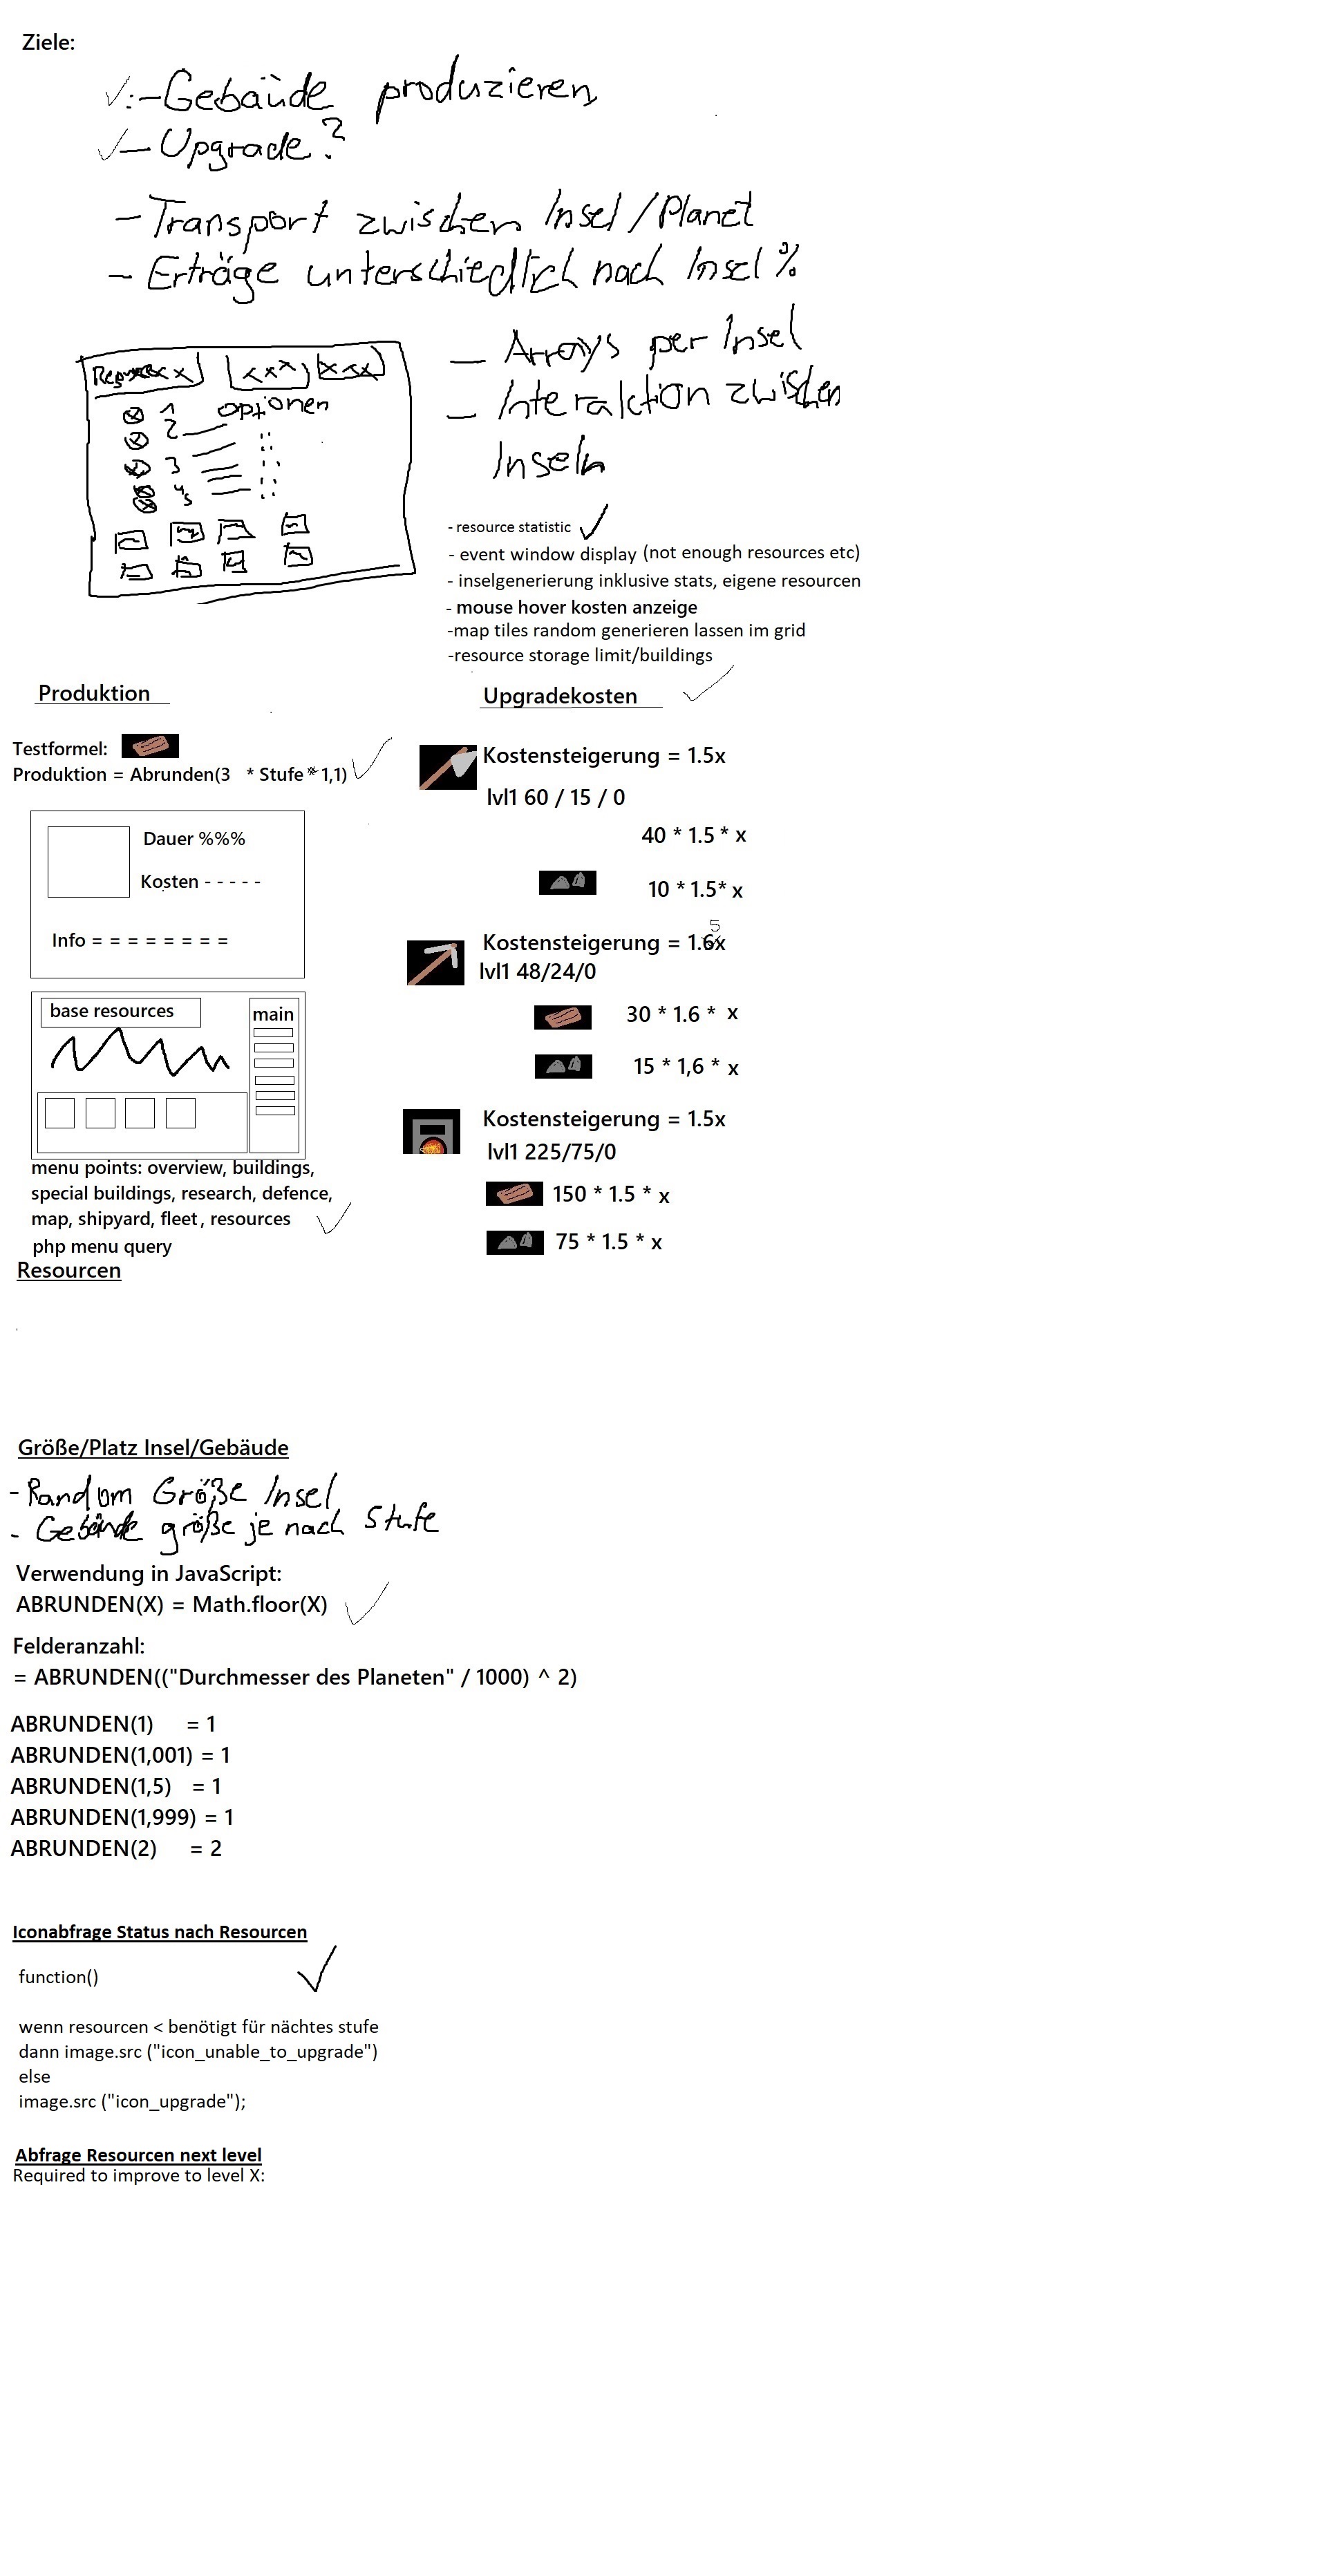 Ziele:
- Gebäude produzieren
- Upgrade?
- Transport zwischen Insel/Planet
- Erträge unterschiedlich nach Insel %
- Arrays per Insel
- Interaktion zwischen
Inseln
xxx xxx
1 Optionen
2
3
4
5
- resource statistic
- event window display (not enough resources etc)
- inselgenerierung inklusive stats, eigene resourcen
- mouse hover kosten anzeige
-map tiles random generieren lassen im grid
-resource storage limit/buildings
Produktion
Testformel:
Produktion = Abrunden(3 * Stufe * 1,1)
Dauer %%%
Kosten - - - - -
Info = = = = = = = =
base resources
main
menu points: overview, buildings,
special buildings, research, defence,
map, shipyard, fleet, resources
php menu query
Upgradekosten
Kostensteigerung = 1.5x
lvl1 60 / 15 / 0
40 * 1.5 * x
10 * 1.5* x
5
Kostensteigerung = 1.6x
lvl1 48/24/0
30 * 1.6 * x
15 * 1,6 * x
Kostensteigerung = 1.5x
lvl1 225/75/0
150 * 1.5 * x
75 * 1.5 * x
Resourcen
Größe/Platz Insel/Gebäude
- Random Größe Insel
- Gebäude größe je nach Stufe
Verwendung in JavaScript:
ABRUNDEN(X) = Math.floor(X)
Felderanzahl:
= ABRUNDEN(("Durchmesser des Planeten" / 1000) ^ 2)
ABRUNDEN(1) = 1
ABRUNDEN(1,001) = 1
ABRUNDEN(1,5) = 1
ABRUNDEN(1,999) = 1
ABRUNDEN(2) = 2
Iconabfrage Status nach Resourcen
function()
wenn resourcen < benötigt für nächtes stufe
dann image.src ("icon_unable_to_upgrade")
else
image.src ("icon_upgrade");
Abfrage Resourcen next level
Required to improve to level X: